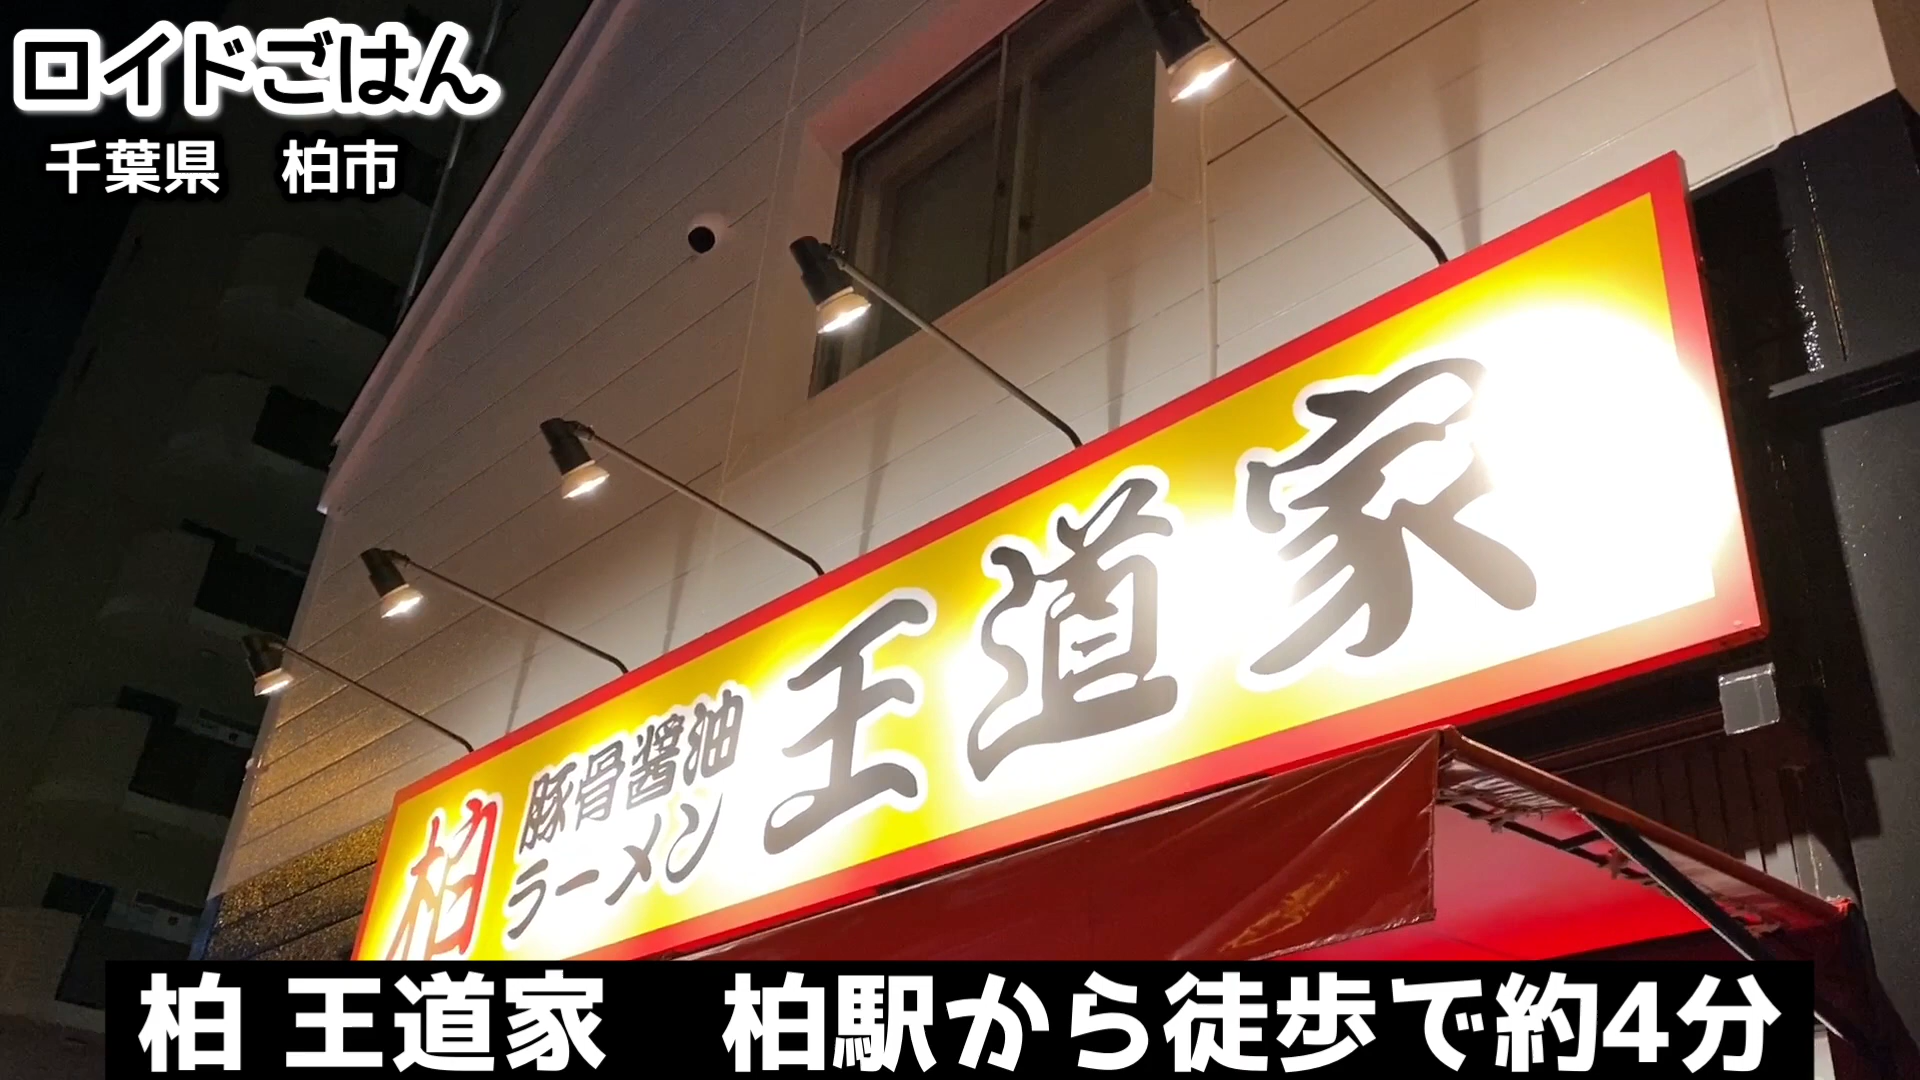 ロイドごはん
千葉県　柏市
柏 豚骨醤油ラーメン 王道家
柏 王道家　柏駅から徒歩で約4分